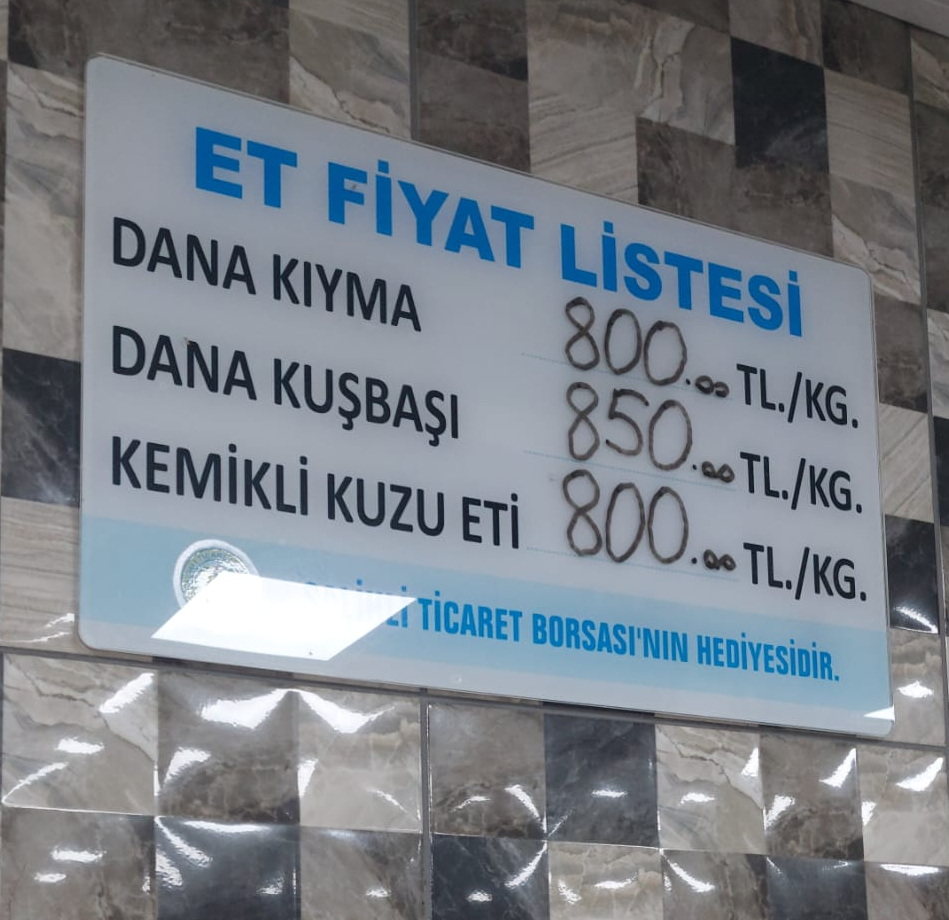 ET FİYAT LİSTESİ
DANA KIYMA 800.00 TL./KG.
DANA KUŞBAŞI 850.00 TL./KG.
KEMİKLİ KUZU ETİ 800.00 TL./KG.
TİCARET BORSASI'NIN HEDİYESİDİR.